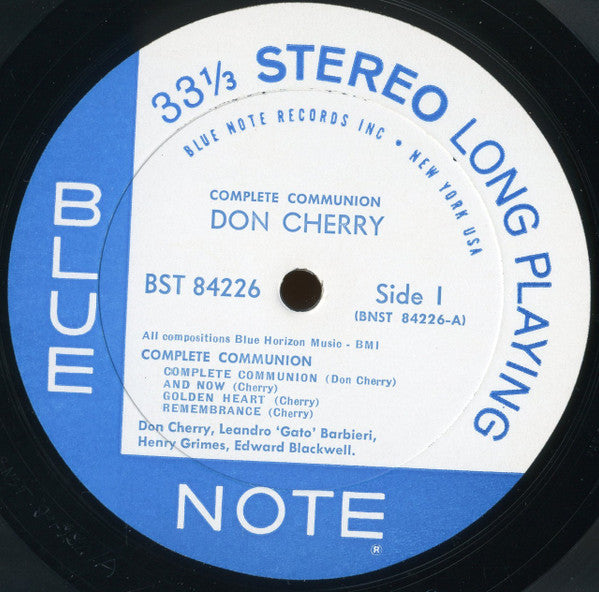 33⅓ STEREO LONG PLAYING
BLUE NOTE RECORDS INC • NEW YORK USA
COMPLETE COMMUNION
DON CHERRY
BST 84226
Side 1
(BNST 84226-A)
All compositions Blue Horizon Music - BMI
COMPLETE COMMUNION
COMPLETE COMMUNION (Don Cherry)
AND NOW (Cherry)
GOLDEN HEART (Cherry)
REMEMBRANCE (Cherry)
Don Cherry, Leandro 'Gato' Barbieri,
Henry Grimes, Edward Blackwell.
BLUE
NOTE ®